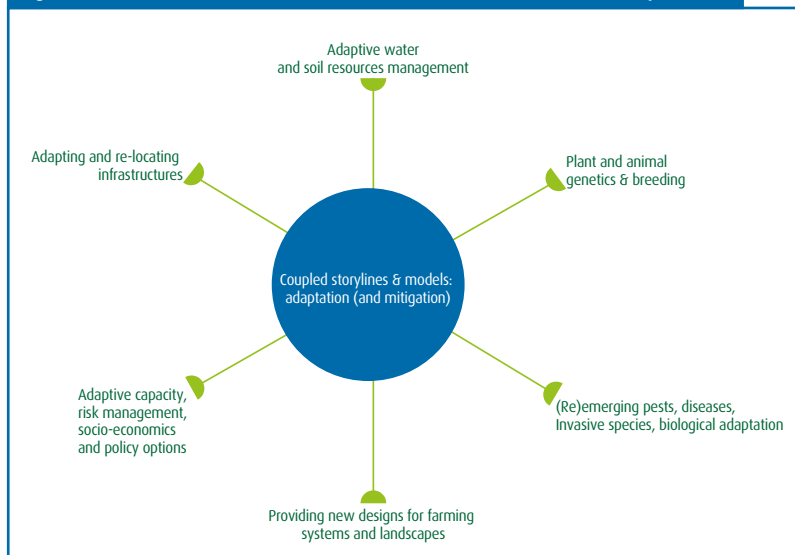 Adaptive water
and soil resources management
Adapting and re-locating
infrastructures
Plant and animal
genetics & breeding
Coupled storylines & models:
adaptation (and mitigation)
Adaptive capacity,
risk management,
socio-economics
and policy options
(Re)emerging pests, diseases,
Invasive species, biological adaptation
Providing new designs for farming
systems and landscapes